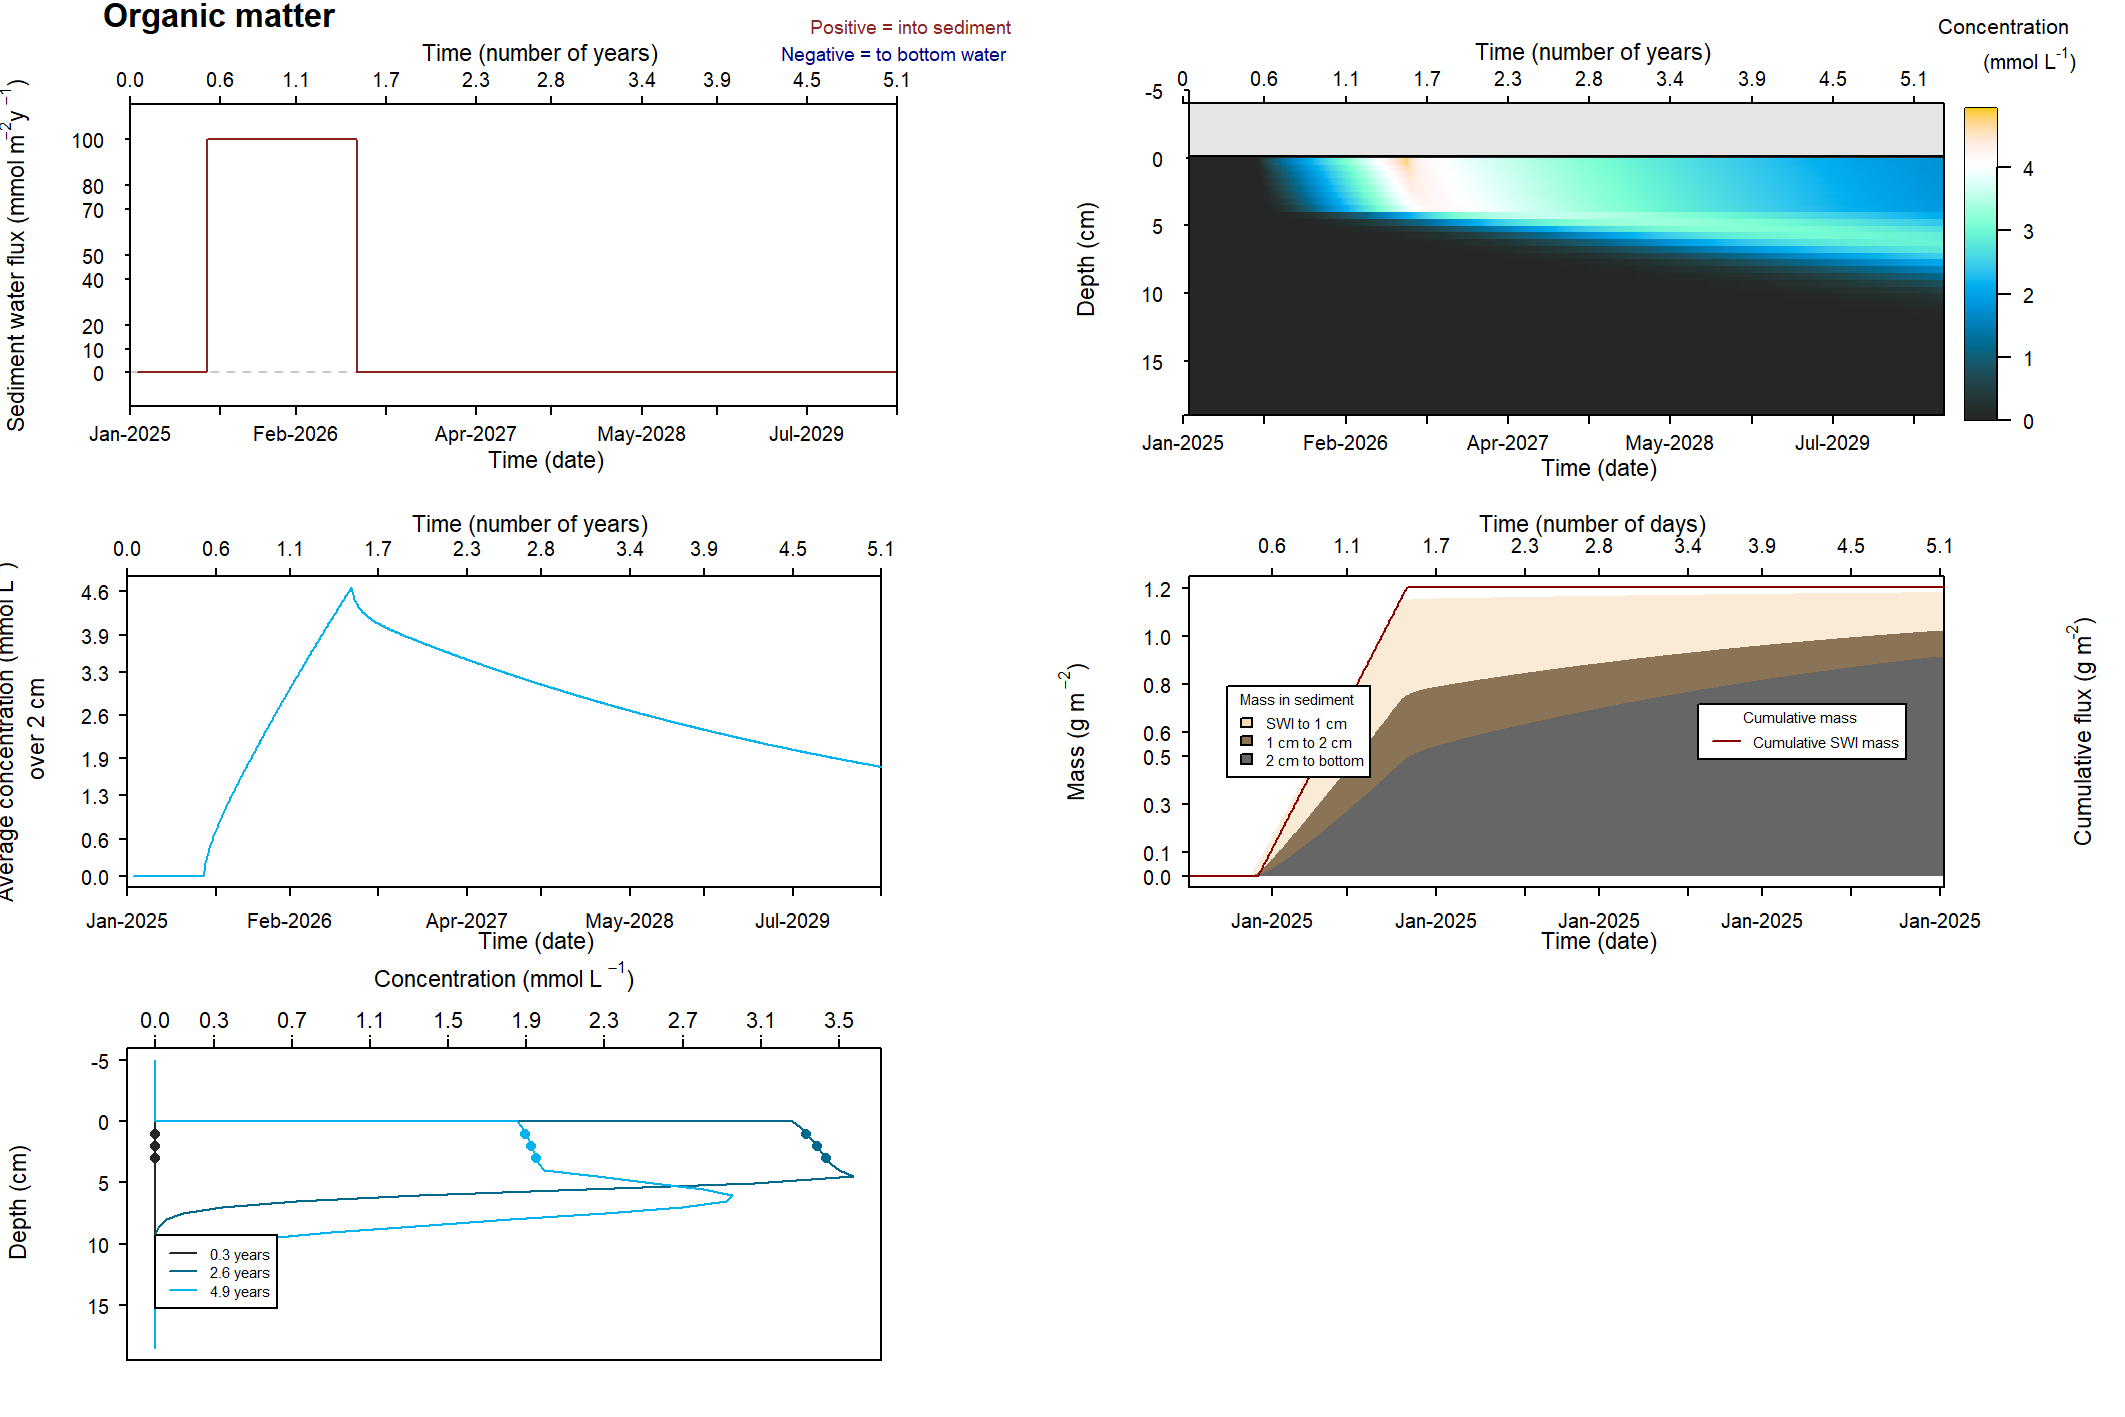 Organic matter
Positive = into sediment
Negative = to bottom water
Time (number of years)
0.0 0.6 1.1 1.7 2.3 2.8 3.4 3.9 4.5 5.1
Sediment water flux (mmol m−2y−1)
100
80
70
50
40
20
10
0
Jan-2025 Feb-2026 Apr-2027 May-2028 Jul-2029
Time (date)
Time (number of years)
0 0.6 1.1 1.7 2.3 2.8 3.4 3.9 4.5 5.1
Concentration
(mmol L-1)
Depth (cm)
-5
0
5
10
15
4
3
2
1
0
Jan-2025 Feb-2026 Apr-2027 May-2028 Jul-2029
Time (date)
Time (number of years)
0.0 0.6 1.1 1.7 2.3 2.8 3.4 3.9 4.5 5.1
Average concentration (mmol L )
over 2 cm
4.6
3.9
3.3
2.6
1.9
1.3
0.6
0.0
Jan-2025 Feb-2026 Apr-2027 May-2028 Jul-2029
Time (date)
Time (number of days)
0.6 1.1 1.7 2.3 2.8 3.4 3.9 4.5 5.1
Mass (g m−2)
1.2
1.0
0.8
0.6
0.5
0.3
0.1
0.0
Mass in sediment
SWI to 1 cm
1 cm to 2 cm
2 cm to bottom
Cumulative mass
Cumulative SWI mass
Cumulative flux (g m-2)
Jan-2025 Jan-2025 Jan-2025 Jan-2025 Jan-2025
Time (date)
Concentration (mmol L−1)
0.0 0.3 0.7 1.1 1.5 1.9 2.3 2.7 3.1 3.5
Depth (cm)
-5
0
5
10
15
0.3 years
2.6 years
4.9 years